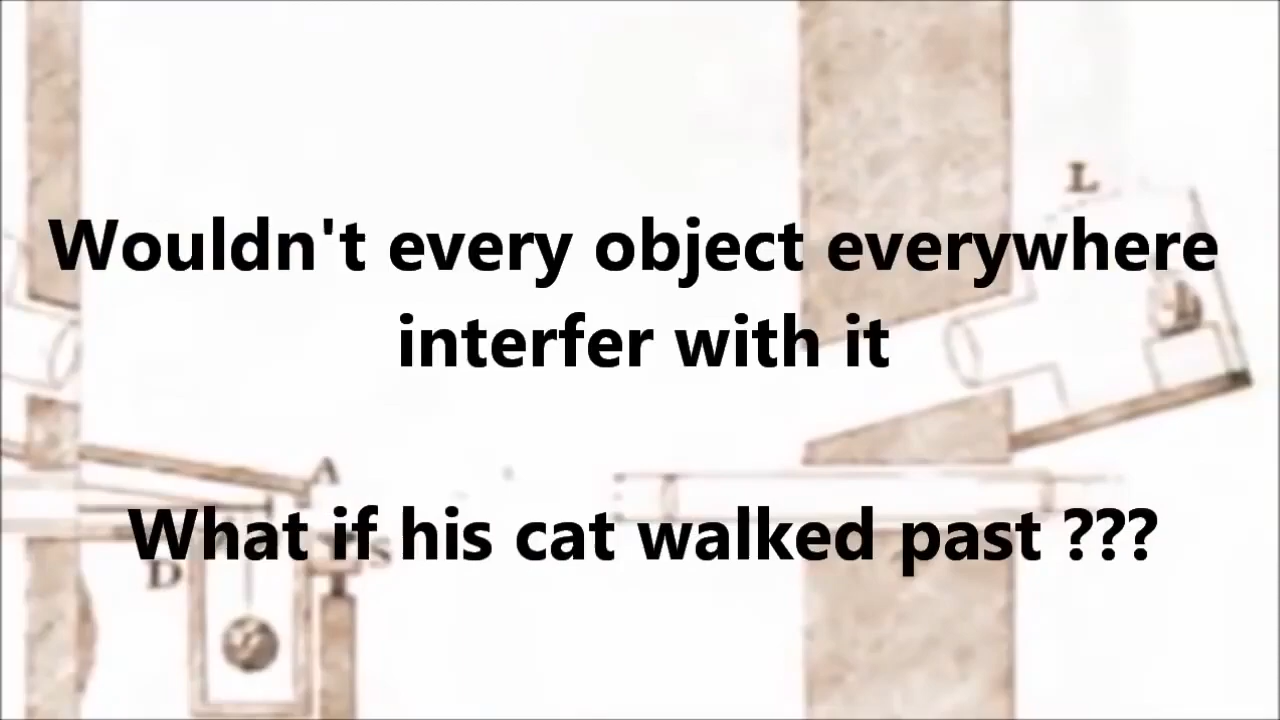 L
Wouldn't every object everywhere
interfer with it
A
What if his cat walked past ???
D
S